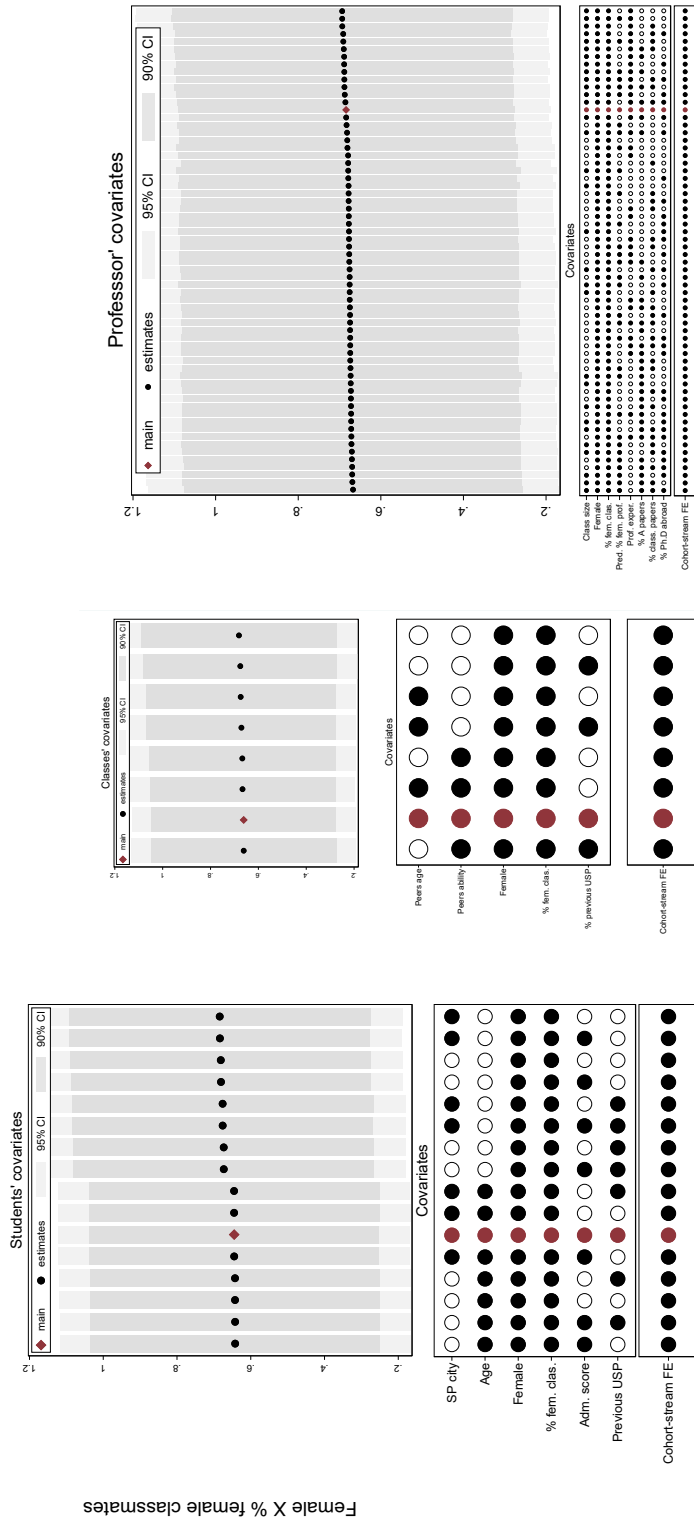 Female X % female classmates
Students' covariates
main estimates 95% CI 90% CI
1.2
1
.8
.6
.4
.2
Covariates
SP city
Age
Female
% fem. clas.
Adm. score
Previous USP
Cohort-stream FE
Classes' covariates
main estimates 95% CI 90% CI
1.2
1
.8
.6
.4
.2
Covariates
Peers age
Peers ability
Female
% fem. clas.
% previous USP
Cohort-stream FE
Professsor' covariates
main estimates 95% CI 90% CI
1.2
1
.8
.6
.4
.2
Covariates
Class size
Female
% fem. clas.
Pred. % fem. prof.
Prof. exper.
% A papers
% class. papers
% Ph.D abroad
Cohort-stream FE